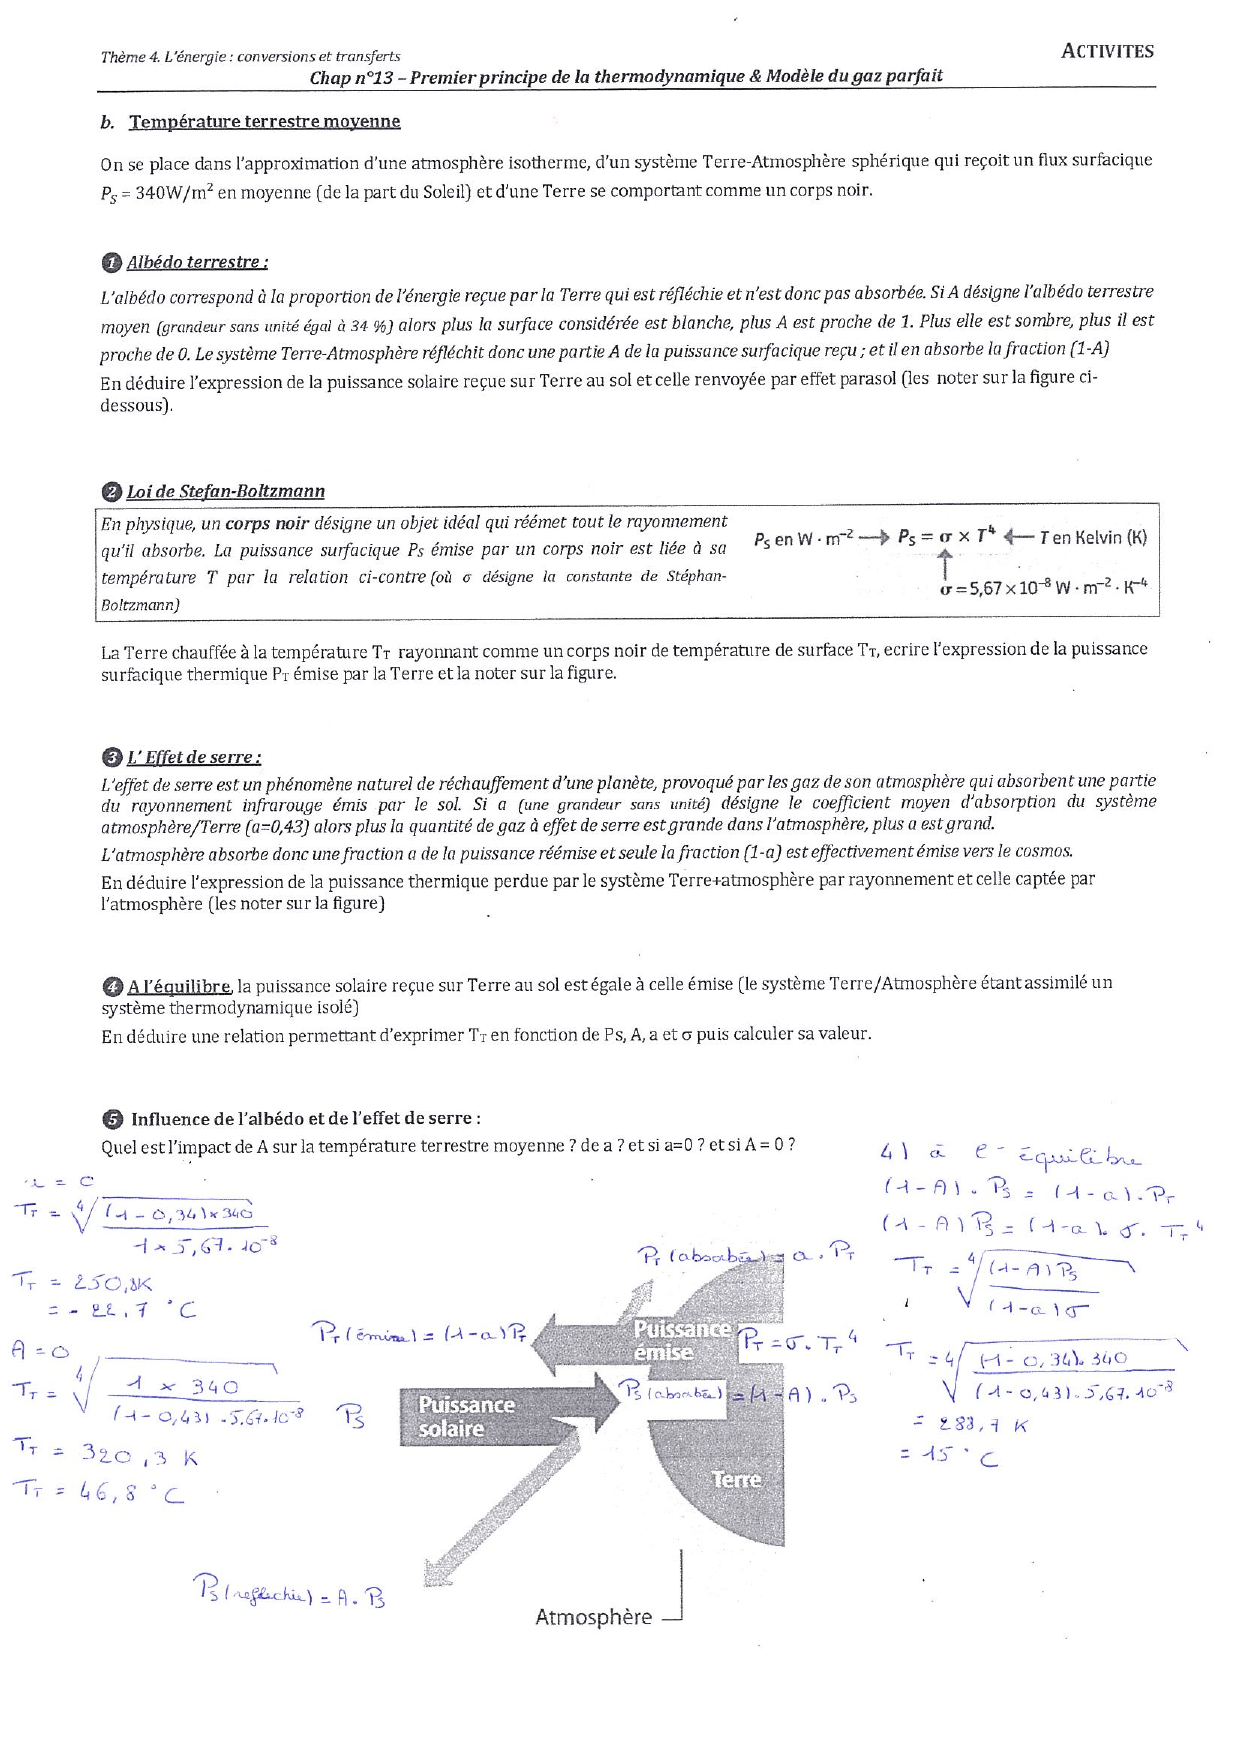 Thème 4. L'énergie : conversions et transferts
ACTIVITES
Chap n°13 – Premier principe de la thermodynamique & Modèle du gaz parfait
b. Température terrestre moyenne
On se place dans l'approximation d'une atmosphère isotherme, d'un système Terre-Atmosphère sphérique qui reçoit un flux surfacique
PS = 340W/m² en moyenne (de la part du Soleil) et d'une Terre se comportant comme un corps noir.
❶ Albédo terrestre :
L'albédo correspond à la proportion de l'énergie reçue par la Terre qui est réfléchie et n'est donc pas absorbée. Si A désigne l'albédo terrestre
moyen (grandeur sans unité égal à 34 %) alors plus la surface considérée est blanche, plus A est proche de 1. Plus elle est sombre, plus il est
proche de 0. Le système Terre-Atmosphère réfléchit donc une partie A de la puissance surfacique reçu ; et il en absorbe la fraction (1-A)
En déduire l'expression de la puissance solaire reçue sur Terre au sol et celle renvoyée par effet parasol (les noter sur la figure ci-
dessous).
❷ Loi de Stefan-Boltzmann
En physique, un corps noir désigne un objet idéal qui réémet tout le rayonnement
qu'il absorbe. La puissance surfacique Ps émise par un corps noir est liée à sa
température T par la relation ci-contre (où σ désigne la constante de Stéphan-
Boltzmann)
PS en W · m⁻² → PS = σ × T⁴ ← T en Kelvin (K)
↑
σ = 5,67 × 10⁻⁸ W · m⁻² · K⁻⁴
La Terre chauffée à la température TT rayonnant comme un corps noir de température de surface TT, ecrire l'expression de la puissance
surfacique thermique PT émise par la Terre et la noter sur la figure.
❸ L' Effet de serre :
L'effet de serre est un phénomène naturel de réchauffement d'une planète, provoqué par les gaz de son atmosphère qui absorbent une partie
du rayonnement infrarouge émis par le sol. Si a (une grandeur sans unité) désigne le coefficient moyen d'absorption du système
atmosphère/Terre (a=0,43) alors plus la quantité de gaz à effet de serre est grande dans l'atmosphère, plus a est grand.
L'atmosphère absorbe donc une fraction a de la puissance réémise et seule la fraction (1-a) est effectivement émise vers le cosmos.
En déduire l'expression de la puissance thermique perdue par le système Terre+atmosphère par rayonnement et celle captée par
l'atmosphère (les noter sur la figure)
❹ A l'équilibre, la puissance solaire reçue sur Terre au sol est égale à celle émise (le système Terre/Atmosphère étant assimilé un
système thermodynamique isolé)
En déduire une relation permettant d'exprimer TT en fonction de Ps, A, a et σ puis calculer sa valeur.
❺ Influence de l'albédo et de l'effet de serre :
Quel est l'impact de A sur la température terrestre moyenne ? de a ? et si a=0 ? et si A = 0 ?
= 0
TT = ⁴√((1 - 0,34) × 340
1 × 5,67.10⁻⁸
TT = 250,8K
= - 22,7 °C
A = 0
TT = ⁴√(1 × 340
(1 - 0,43) . 5,67.10⁻⁸
TT = 320,3 K
TT = 46,8 °C
4) à l'équilibre
(1 - A) . PS = (1 - a) . PT
(1 - A) PS = (1 - a). σ. TT⁴
TT = ⁴√((1 - A) PS
(1 - a) σ
TT = ⁴√((1 - 0,34). 340
(1 - 0,43) . 5,67.10⁻⁸
= 288,7 K
= 15 °C
PT (absorbée) = a . PT
PT (émise) = (1 - a) PT
Puissance
émise
PT = σ. TT⁴
PS
Puissance
solaire
PS (absorbée) = (1 - A) . PS
Terre
PS (réfléchie) = A . PS
Atmosphère